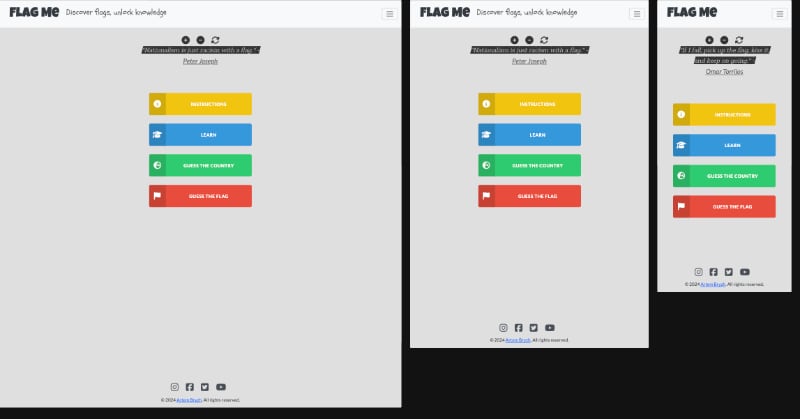 FLAG ME Discover flags, unlock knowledge
"Nationalism is just racism with a flag." -
Peter Joseph
INSTRUCTIONS
LEARN
GUESS THE COUNTRY
GUESS THE FLAG
© 2024 Artem Bryzh. All rights reserved.
FLAG ME Discover flags, unlock knowledge
"Nationalism is just racism with a flag." -
Peter Joseph
INSTRUCTIONS
LEARN
GUESS THE COUNTRY
GUESS THE FLAG
© 2024 Artem Bryzh. All rights reserved.
FLAG ME
"If I fall, pick up the flag, kiss it,
and keep on going." -
Omar Torrijos
INSTRUCTIONS
LEARN
GUESS THE COUNTRY
GUESS THE FLAG
© 2024 Artem Bryzh. All rights reserved.